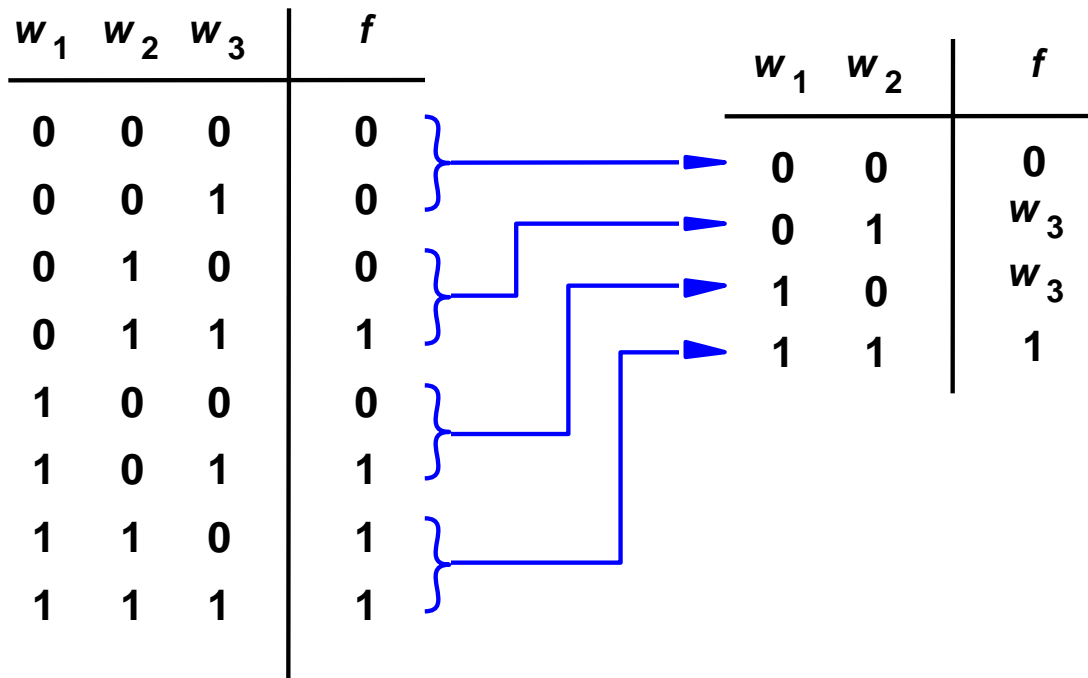 w1 w2 w3 f
0 0 0 0
0 0 1 0
0 1 0 0
0 1 1 1
1 0 0 0
1 0 1 1
1 1 0 1
1 1 1 1
w1 w2 f
0 0 0
0 1 w3
1 0 w3
1 1 1